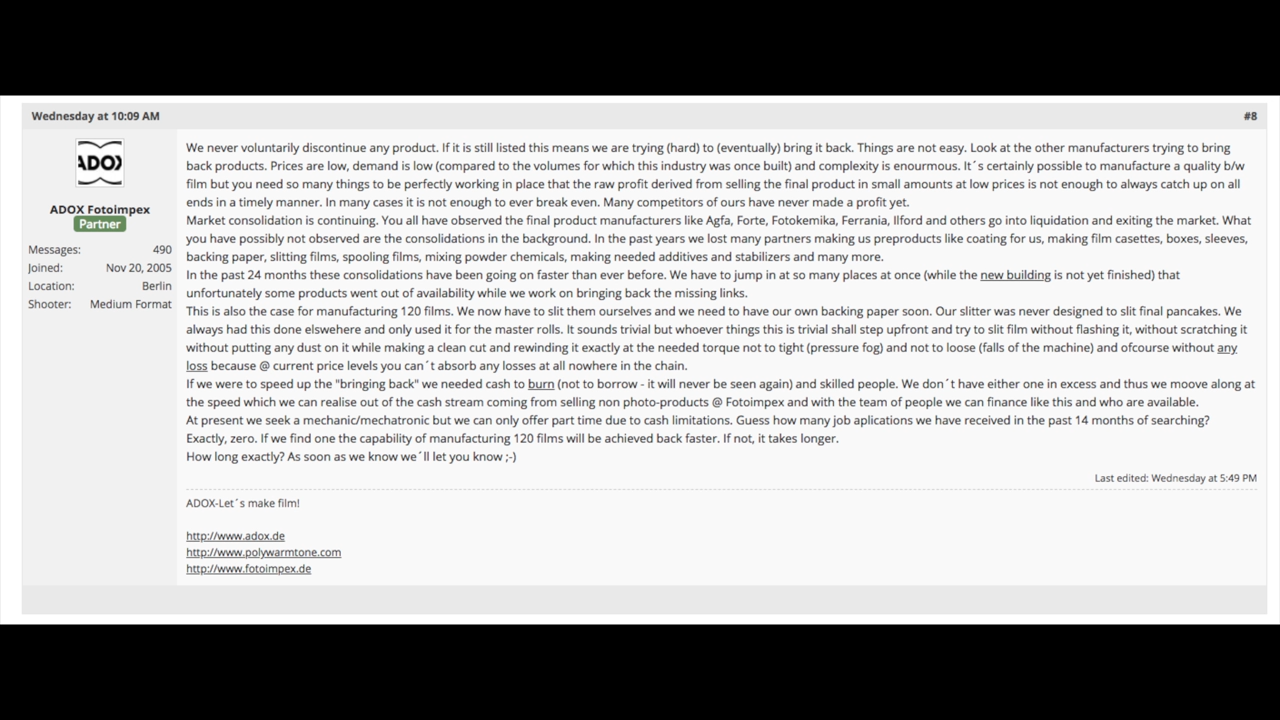 Wednesday at 10:09 AM
#8
ADOX
ADOX Fotoimpex
Partner
Messages: 490
Joined: Nov 20, 2005
Location: Berlin
Shooter: Medium Format
We never voluntarily discontinue any product. If it is still listed this means we are trying (hard) to (eventually) bring it back. Things are not easy. Look at the other manufacturers trying to bring
back products. Prices are low, demand is low (compared to the volumes for which this industry was once built) and complexity is enourmous. It´s certainly possible to manufacture a quality b/w
film but you need so many things to be perfectly working in place that the raw profit derived from selling the final product in small amounts at low prices is not enough to always catch up on all
ends in a timely manner. In many cases it is not enough to ever break even. Many competitors of ours have never made a profit yet.
Market consolidation is continuing. You all have observed the final product manufacturers like Agfa, Forte, Fotokemika, Ferrania, Ilford and others go into liquidation and exiting the market. What
you have possibly not observed are the consolidations in the background. In the past years we lost many partners making us preproducts like coating for us, making film casettes, boxes, sleeves,
backing paper, slitting films, spooling films, mixing powder chemicals, making needed additives and stabilizers and many more.
In the past 24 months these consolidations have been going on faster than ever before. We have to jump in at so many places at once (while the new building is not yet finished) that
unfortunately some products went out of availability while we work on bringing back the missing links.
This is also the case for manufacturing 120 films. We now have to slit them ourselves and we need to have our own backing paper soon. Our slitter was never designed to slit final pancakes. We
always had this done elswehere and only used it for the master rolls. It sounds trivial but whoever things this is trivial shall step upfront and try to slit film without flashing it, without scratching it
without putting any dust on it while making a clean cut and rewinding it exactly at the needed torque not to tight (pressure fog) and not to loose (falls of the machine) and ofcourse without any
loss because @ current price levels you can´t absorb any losses at all nowhere in the chain.
If we were to speed up the "bringing back" we needed cash to burn (not to borrow - it will never be seen again) and skilled people. We don´t have either one in excess and thus we moove along at
the speed which we can realise out of the cash stream coming from selling non photo-products @ Fotoimpex and with the team of people we can finance like this and who are available.
At present we seek a mechanic/mechatronic but we can only offer part time due to cash limitations. Guess how many job aplications we have received in the past 14 months of searching?
Exactly, zero. If we find one the capability of manufacturing 120 films will be achieved back faster. If not, it takes longer.
How long exactly? As soon as we know we´ll let you know ;-)
Last edited: Wednesday at 5:49 PM
ADOX-Let´s make film!
http://www.adox.de
http://www.polywarmtone.com
http://www.fotoimpex.de